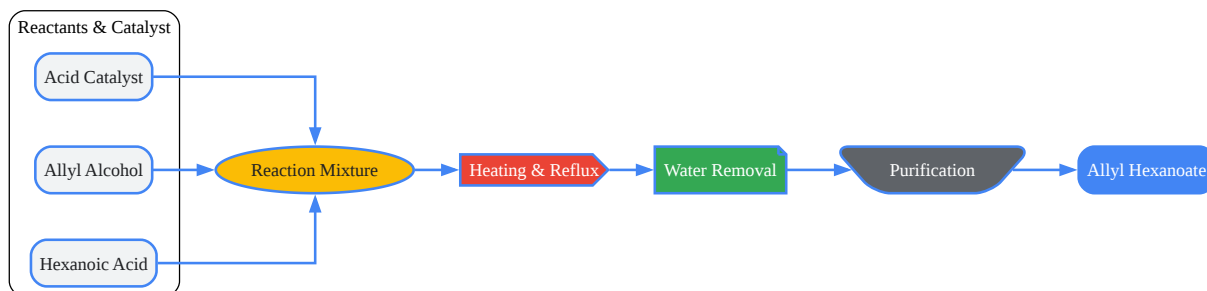 Reactants & Catalyst
Acid Catalyst
Allyl Alcohol
Hexanoic Acid
Reaction Mixture
Heating & Reflux
Water Removal
Purification
Allyl Hexanoate